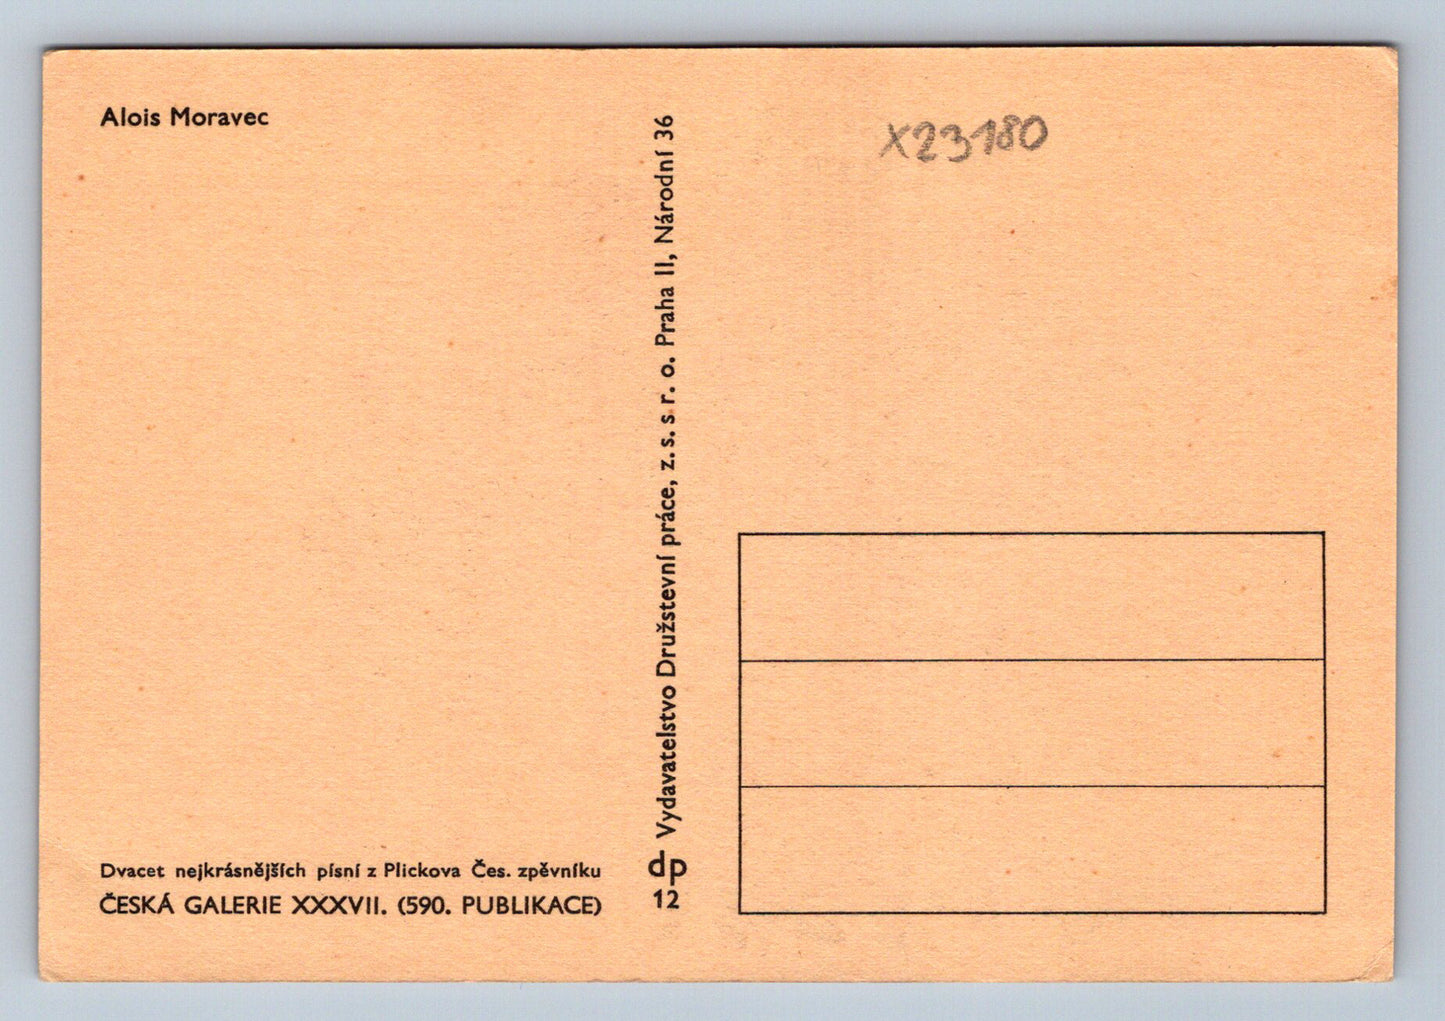 Alois Moravec
Dvacet nejkrásnějších písní z Plickova Čes. zpěvníku
ČESKÁ GALERIE XXXVII. (590. PUBLIKACE)
Vydavatelstvo Družstevní práce, z. s. s r. o. Praha II, Národní 36
dp
12
X23180